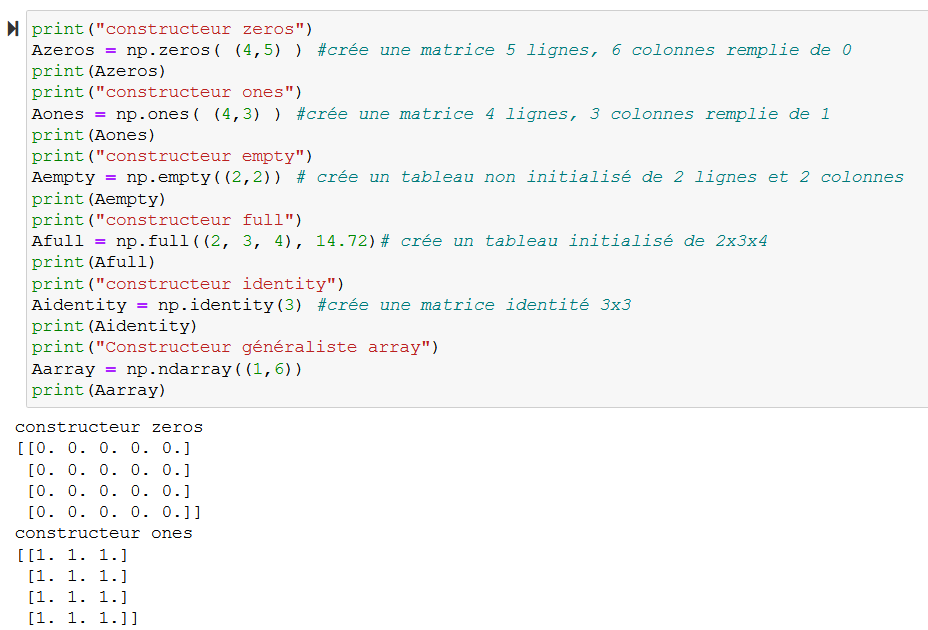 print("constructeur zeros")
Azeros = np.zeros( (4,5) ) #crée une matrice 5 lignes, 6 colonnes remplie de 0
print(Azeros)
print("constructeur ones")
Aones = np.ones( (4,3) ) #crée une matrice 4 lignes, 3 colonnes remplie de 1
print(Aones)
print("constructeur empty")
Aempty = np.empty((2,2)) # crée un tableau non initialisé de 2 lignes et 2 colonnes
print(Aempty)
print("constructeur full")
Afull = np.full((2, 3, 4), 14.72)# crée un tableau initialisé de 2x3x4
print(Afull)
print("constructeur identity")
Aidentity = np.identity(3) #crée une matrice identité 3x3
print(Aidentity)
print("Constructeur généraliste array")
Aarray = np.ndarray((1,6))
print(Aarray)
constructeur zeros
[[0. 0. 0. 0. 0.]
 [0. 0. 0. 0. 0.]
 [0. 0. 0. 0. 0.]
 [0. 0. 0. 0. 0.]]
constructeur ones
[[1. 1. 1.]
 [1. 1. 1.]
 [1. 1. 1.]
 [1. 1. 1.]]